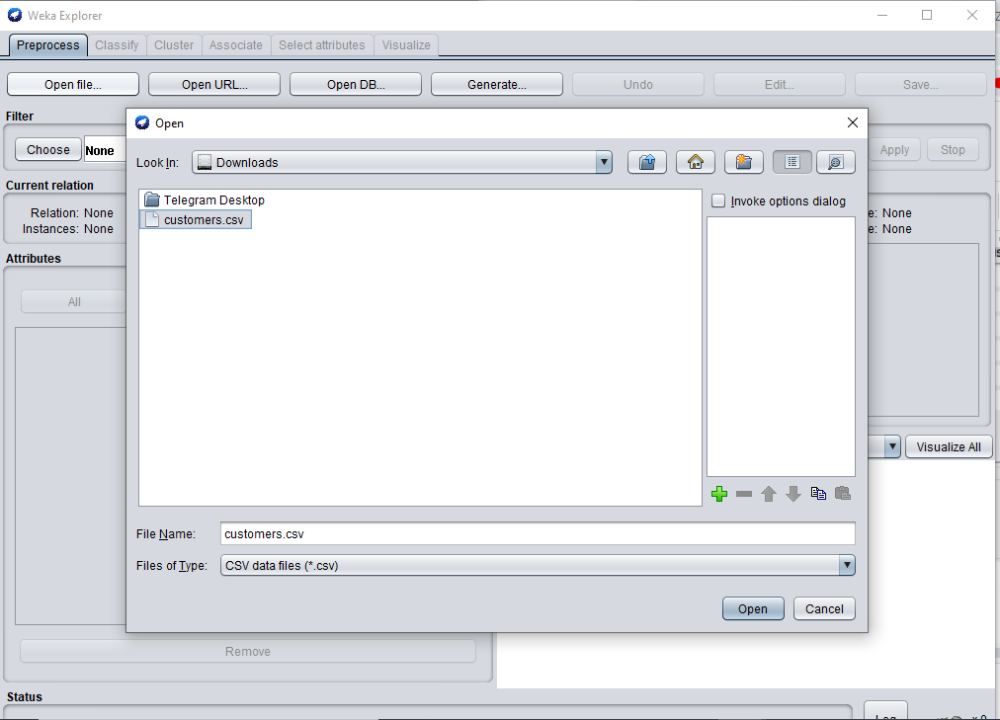 Weka Explorer
Preprocess Classify Cluster Associate Select attributes Visualize
Open file... Open URL... Open DB... Generate... Undo Edit... Save...
Filter
Choose None Apply Stop
Open
Look In: Downloads
Current relation
Relation: None
Instances: None
e: None
e: None
Attributes
All
Telegram Desktop
customers.csv
Invoke options dialog
Visualize All
File Name: customers.csv
Files of Type: CSV data files (*.csv)
Open Cancel
Remove
Status
Log x 0